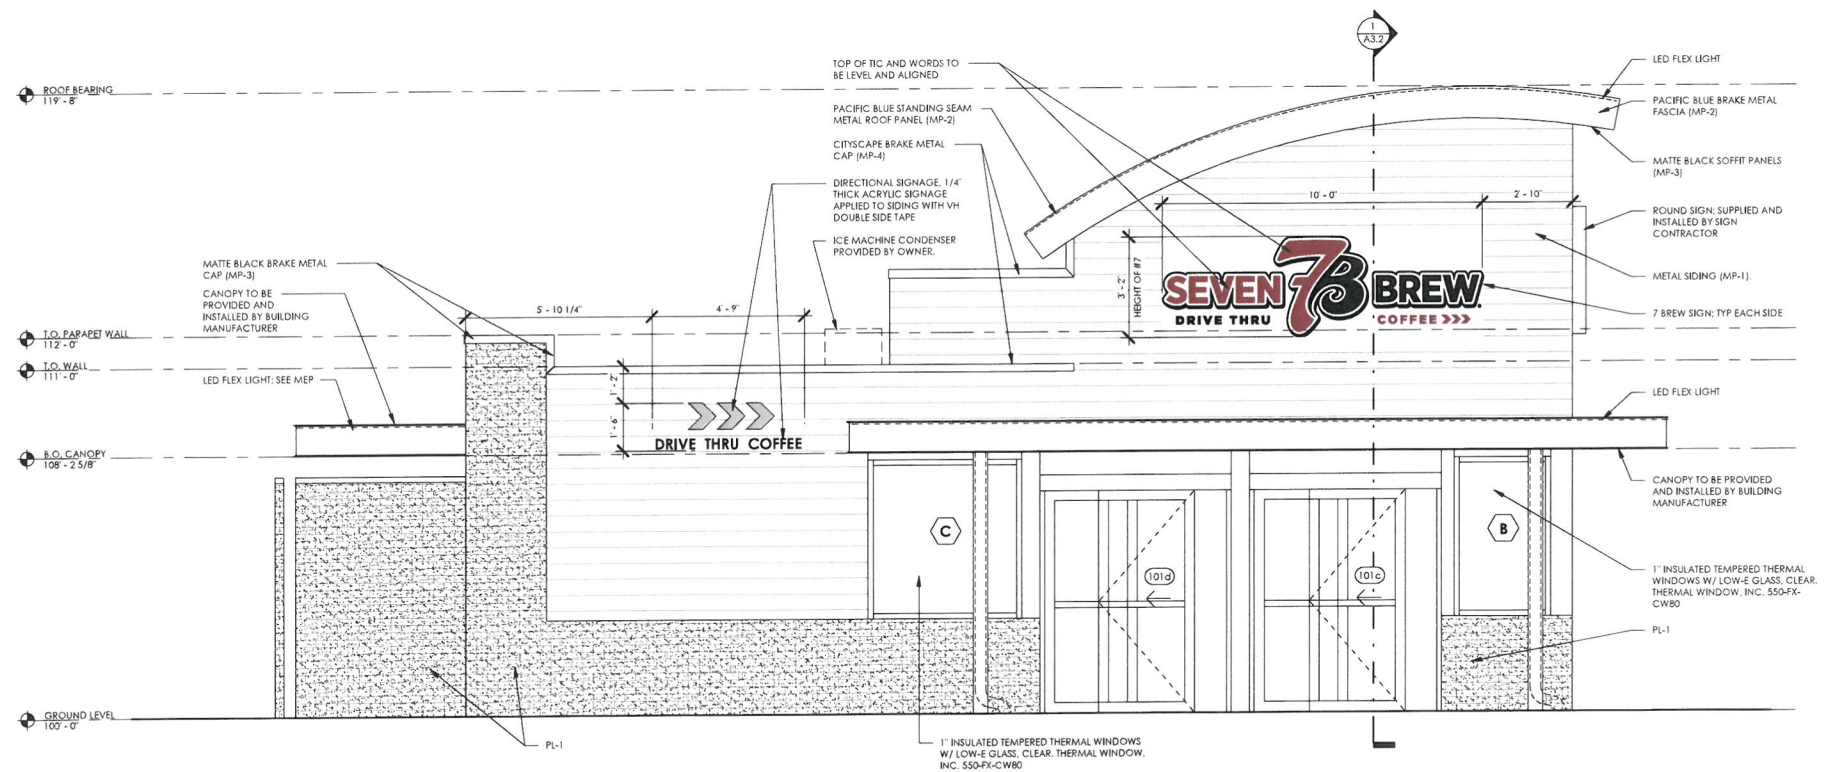 1
A3.2
ROOF BEARING
119' - 8"
TOP OF TIC AND WORDS TO
BE LEVEL AND ALIGNED
PACIFIC BLUE STANDING SEAM
METAL ROOF PANEL (MP-2)
CITYSCAPE BRAKE METAL
CAP (MP-4)
DIRECTIONAL SIGNAGE, 1/4"
THICK ACRYLIC SIGNAGE
APPLIED TO SIDING WITH VH
DOUBLE SIDE TAPE
ICE MACHINE CONDENSER
PROVIDED BY OWNER.
LED FLEX LIGHT
PACIFIC BLUE BRAKE METAL
FASCIA (MP-2)
MATTE BLACK SOFFIT PANELS
(MP-3)
10' - 0"
2' - 10"
ROUND SIGN; SUPPLIED AND
INSTALLED BY SIGN
CONTRACTOR
METAL SIDING (MP-1).
7 BREW SIGN; TYP EACH SIDE
3' - 2"
HEIGHT OF #7
SEVEN 7B BREW
DRIVE THRU COFFEE
MATTE BLACK BRAKE METAL
CAP (MP-3)
CANOPY TO BE
PROVIDED AND
INSTALLED BY BUILDING
MANUFACTURER
5' - 10 1/4"
4' - 9"
T.O. PARAPET WALL
112' - 0"
T.O. WALL
111' - 0"
LED FLEX LIGHT; SEE MEP
1' - 2"
1' - 6"
DRIVE THRU COFFEE
LED FLEX LIGHT
B.O. CANOPY
108' - 2 5/8"
CANOPY TO BE PROVIDED
AND INSTALLED BY BUILDING
MANUFACTURER
C
B
101d
101c
1" INSULATED TEMPERED THERMAL
WINDOWS W/ LOW-E GLASS, CLEAR.
THERMAL WINDOW, INC. 550-FX-
CW80
PL-1
GROUND LEVEL
100' - 0"
PL-1
1" INSULATED TEMPERED THERMAL WINDOWS
W/ LOW-E GLASS, CLEAR. THERMAL WINDOW,
INC. 550-FX-CW80